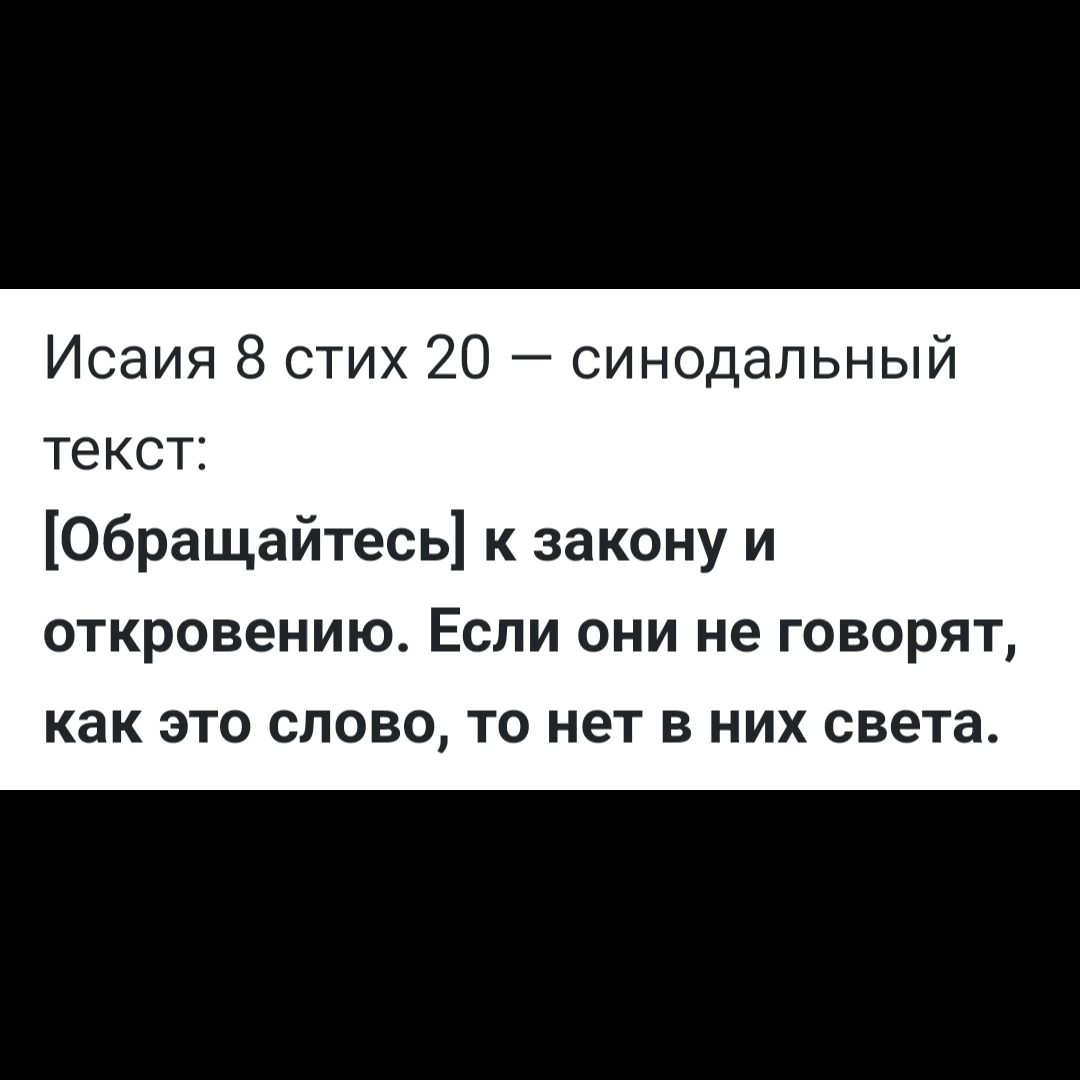 Исаия 8 стих 20 — синодальный
текст:
[Обращайтесь] к закону и
откровению. Если они не говорят,
как это слово, то нет в них света.